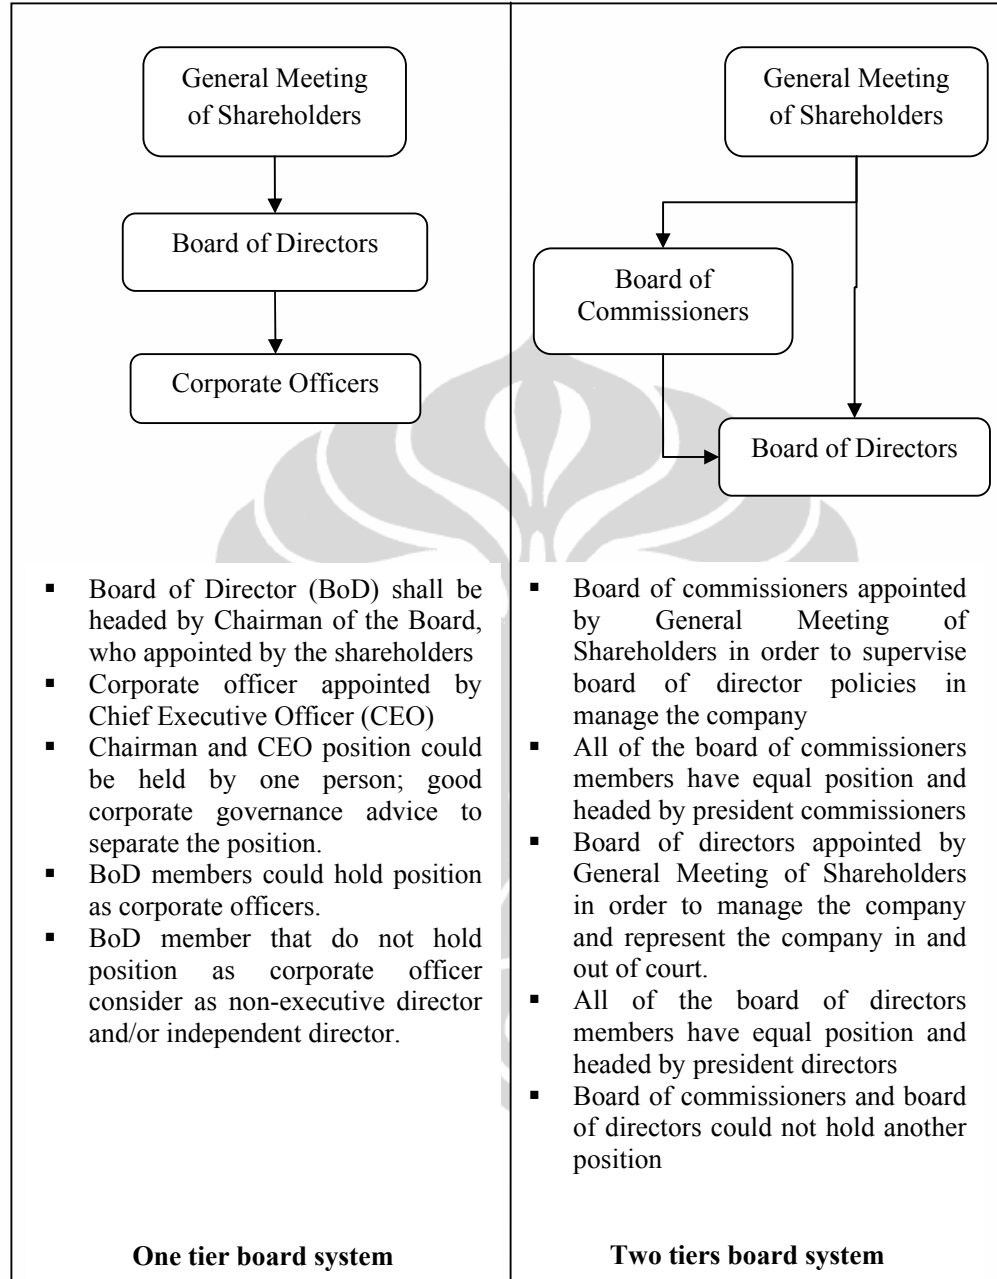 General Meeting
of Shareholders
Board of Directors
Corporate Officers
▪ Board of Director (BoD) shall be
headed by Chairman of the Board,
who appointed by the shareholders
▪ Corporate officer appointed by
Chief Executive Officer (CEO)
▪ Chairman and CEO position could
be held by one person; good
corporate governance advice to
separate the position.
▪ BoD members could hold position
as corporate officers.
▪ BoD member that do not hold
position as corporate officer
consider as non-executive director
and/or independent director.
One tier board system
General Meeting
of Shareholders
Board of
Commissioners
Board of Directors
▪ Board of commissioners appointed
by General Meeting of
Shareholders in order to supervise
board of director policies in
manage the company
▪ All of the board of commissioners
members have equal position and
headed by president commissioners
▪ Board of directors appointed by
General Meeting of Shareholders
in order to manage the company
and represent the company in and
out of court.
▪ All of the board of directors
members have equal position and
headed by president directors
▪ Board of commissioners and board
of directors could not hold another
position
Two tiers board system